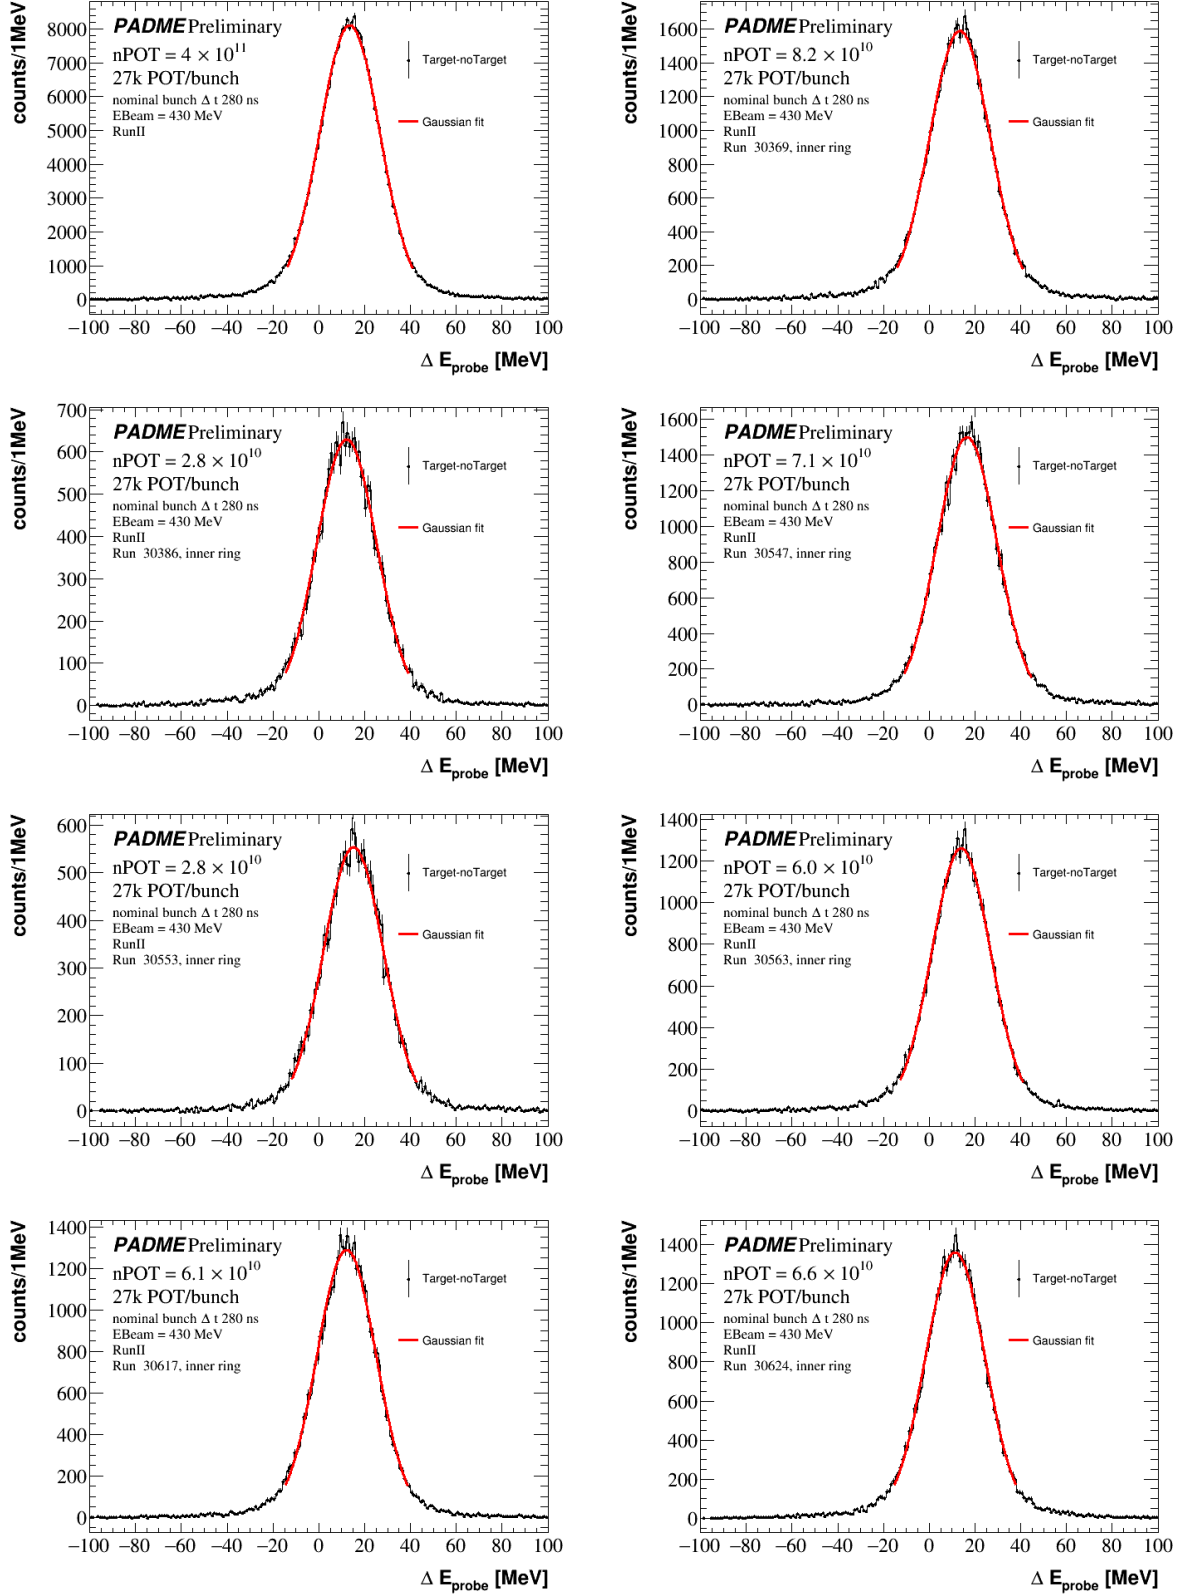 counts/1MeV
8000
7000
6000
5000
4000
3000
2000
1000
0
PADME Preliminary
nPOT = 4 × 10¹¹
27k POT/bunch
nominal bunch Δ t 280 ns
EBeam = 430 MeV
RunII
Target-noTarget
Gaussian fit
−100 −80 −60 −40 −20 0 20 40 60 80 100
Δ E_probe [MeV]
counts/1MeV
1600
1400
1200
1000
800
600
400
200
0
PADME Preliminary
nPOT = 8.2 × 10¹⁰
27k POT/bunch
nominal bunch Δ t 280 ns
EBeam = 430 MeV
RunII
Run 30369, inner ring
Target-noTarget
Gaussian fit
−100 −80 −60 −40 −20 0 20 40 60 80 100
Δ E_probe [MeV]
counts/1MeV
700
600
500
400
300
200
100
0
PADME Preliminary
nPOT = 2.8 × 10¹⁰
27k POT/bunch
nominal bunch Δ t 280 ns
EBeam = 430 MeV
RunII
Run 30386, inner ring
Target-noTarget
Gaussian fit
−100 −80 −60 −40 −20 0 20 40 60 80 100
Δ E_probe [MeV]
counts/1MeV
1600
1400
1200
1000
800
600
400
200
0
PADME Preliminary
nPOT = 7.1 × 10¹⁰
27k POT/bunch
nominal bunch Δ t 280 ns
EBeam = 430 MeV
RunII
Run 30547, inner ring
Target-noTarget
Gaussian fit
−100 −80 −60 −40 −20 0 20 40 60 80 100
Δ E_probe [MeV]
counts/1MeV
600
500
400
300
200
100
0
PADME Preliminary
nPOT = 2.8 × 10¹⁰
27k POT/bunch
nominal bunch Δ t 280 ns
EBeam = 430 MeV
RunII
Run 30553, inner ring
Target-noTarget
Gaussian fit
−100 −80 −60 −40 −20 0 20 40 60 80 100
Δ E_probe [MeV]
counts/1MeV
1400
1200
1000
800
600
400
200
0
PADME Preliminary
nPOT = 6.0 × 10¹⁰
27k POT/bunch
nominal bunch Δ t 280 ns
EBeam = 430 MeV
RunII
Run 30563, inner ring
Target-noTarget
Gaussian fit
−100 −80 −60 −40 −20 0 20 40 60 80 100
Δ E_probe [MeV]
counts/1MeV
1400
1200
1000
800
600
400
200
0
PADME Preliminary
nPOT = 6.1 × 10¹⁰
27k POT/bunch
nominal bunch Δ t 280 ns
EBeam = 430 MeV
RunII
Run 30617, inner ring
Target-noTarget
Gaussian fit
−100 −80 −60 −40 −20 0 20 40 60 80 100
Δ E_probe [MeV]
counts/1MeV
1400
1200
1000
800
600
400
200
0
PADME Preliminary
nPOT = 6.6 × 10¹⁰
27k POT/bunch
nominal bunch Δ t 280 ns
EBeam = 430 MeV
RunII
Run 30624, inner ring
Target-noTarget
Gaussian fit
−100 −80 −60 −40 −20 0 20 40 60 80 100
Δ E_probe [MeV]